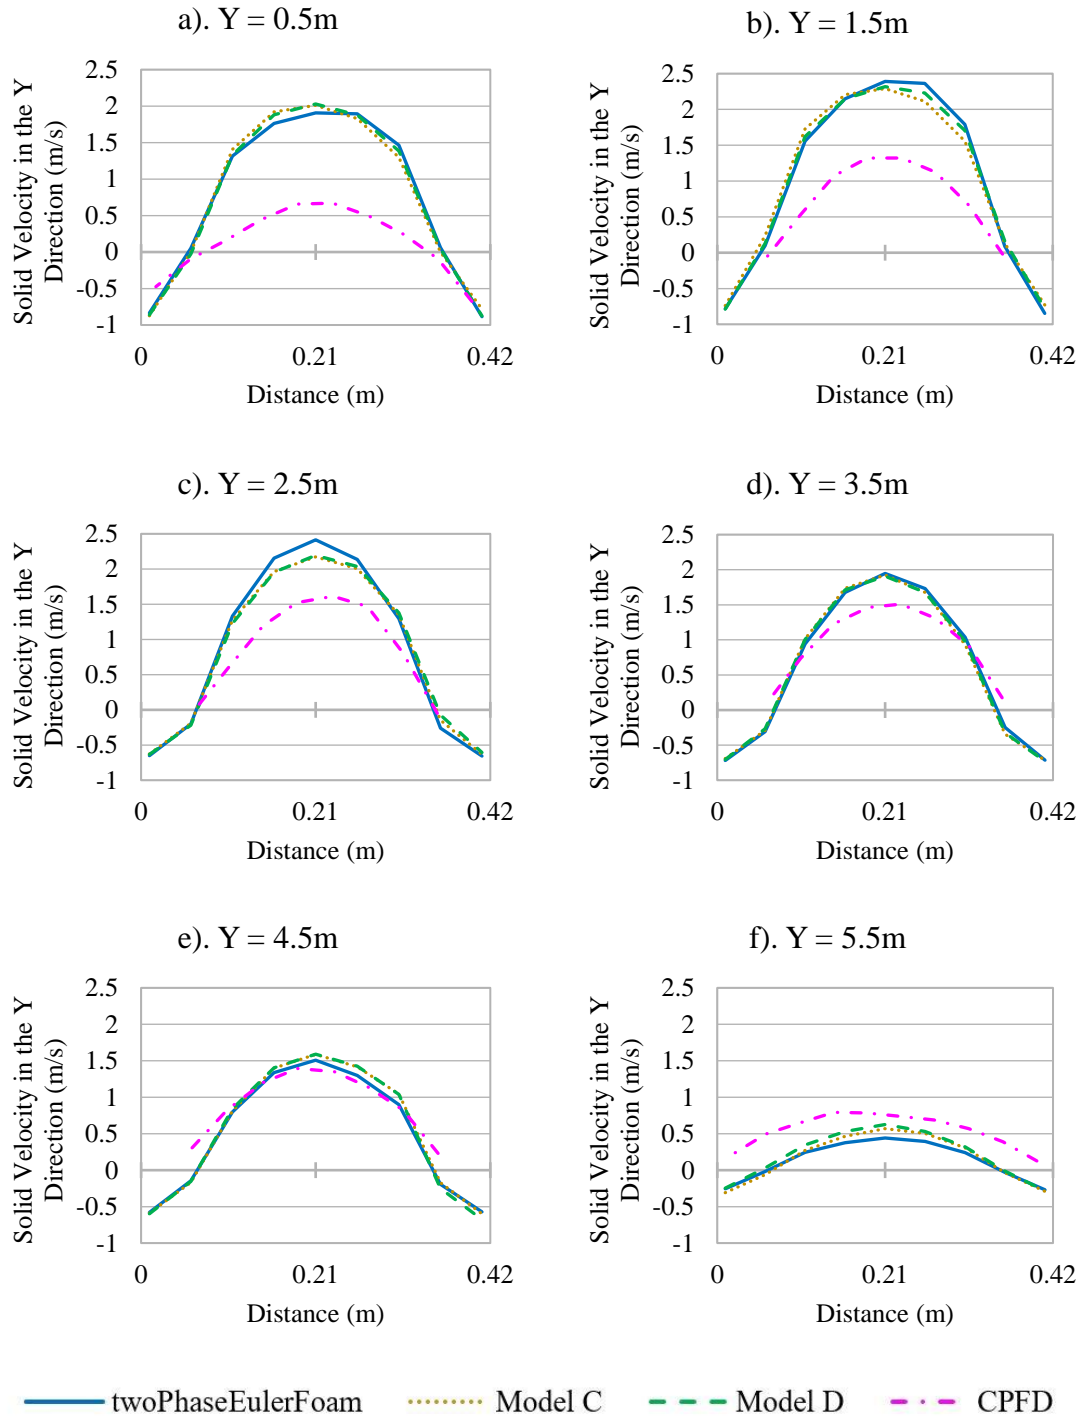 a). Y = 0.5m
Solid Velocity in the Y
Direction (m/s)
2.5
2
1.5
1
0.5
0
-0.5
-1
0 0.21 0.42
Distance (m)
b). Y = 1.5m
Solid Velocity in the Y
Direction (m/s)
2.5
2
1.5
1
0.5
0
-0.5
-1
0 0.21 0.42
Distance (m)
c). Y = 2.5m
Solid Velocity in the Y
Direction (m/s)
2.5
2
1.5
1
0.5
0
-0.5
-1
0 0.21 0.42
Distance (m)
d). Y = 3.5m
Solid Velocity in the Y
Direction (m/s)
2.5
2
1.5
1
0.5
0
-0.5
-1
0 0.21 0.42
Distance (m)
e). Y = 4.5m
Solid Velocity in the Y
Direction (m/s)
2.5
2
1.5
1
0.5
0
-0.5
-1
0 0.21 0.42
Distance (m)
f). Y = 5.5m
Solid Velocity in the Y
Direction (m/s)
2.5
2
1.5
1
0.5
0
-0.5
-1
0 0.21 0.42
Distance (m)
twoPhaseEulerFoam Model C Model D CPFD